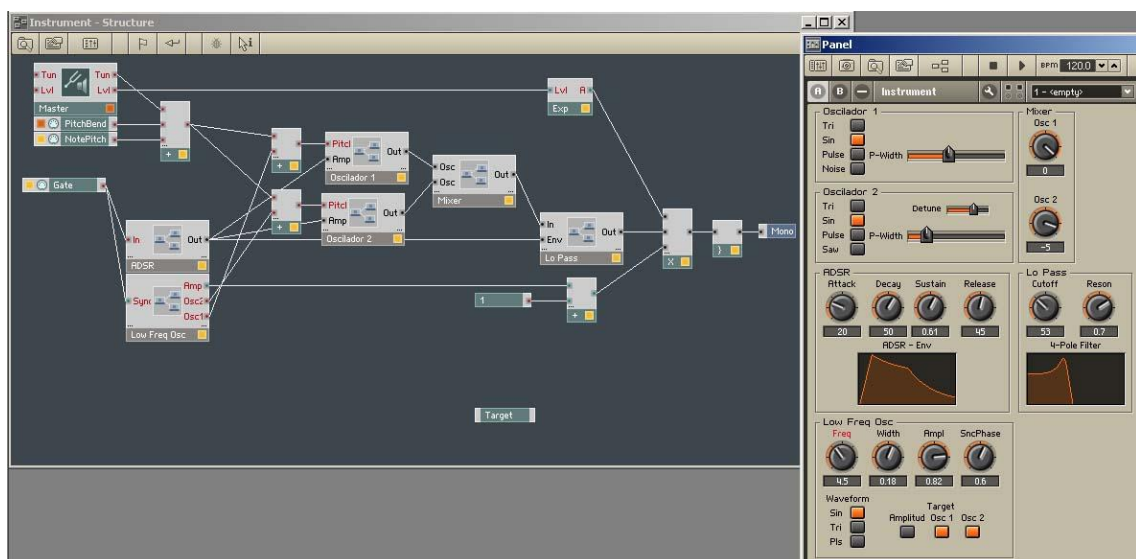 Instrument - Structure
Tun Tun
Lvl Lvl
Master
PitchBend
NotePitch
+
Gate
In Out
ADSR
Amp
Sync Osc2
Osc1
Low Freq Osc
+
+
Pitcl
Amp Out
Oscilador 1
Pitcl
Amp Out
Oscilador 2
Osc
Osc Out
Mixer
In Out
Env
Lo Pass
Lvl A
Exp
1
+
X
}
Mono
Target
Panel
BPM 120.0
A B Instrument 1 - <empty>
Oscilador 1
Tri
Sin
Pulse P-Width
Noise
Mixer
Osc 1
0
Osc 2
-5
Oscilador 2
Tri
Sin Detune
Pulse P-Width
Saw
ADSR
Attack Decay Sustain Release
20 50 0.61 45
ADSR - Env
Lo Pass
Cutoff Reson
53 0.7
4-Pole Filter
Low Freq Osc
Freq Width Ampl SncPhase
4.5 0.18 0.82 0.6
Waveform
Sin
Tri
Pls
Target
Amplitud Osc 1 Osc 2